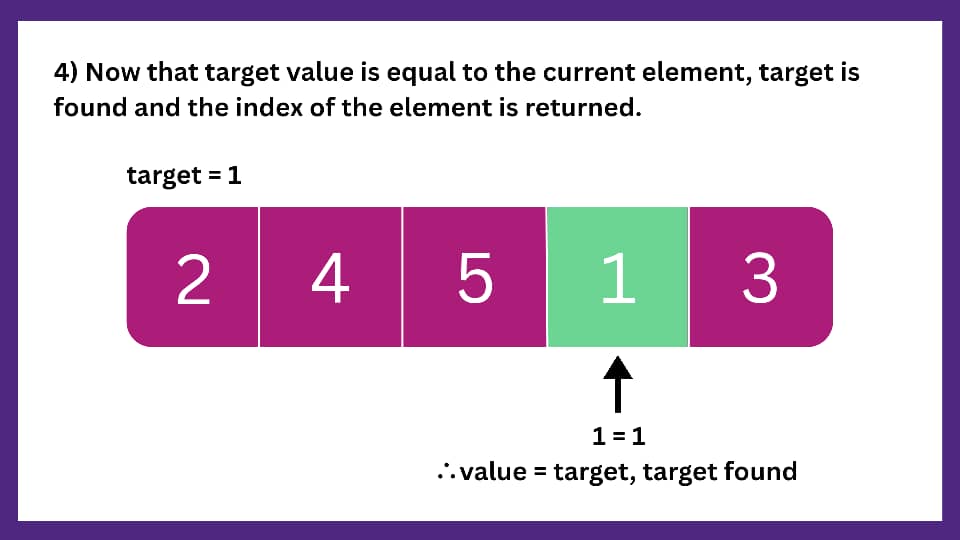 4) Now that target value is equal to the current element, target is
found and the index of the element is returned.
target = 1
2 4 5 1 3
1 = 1
∴ value = target, target found